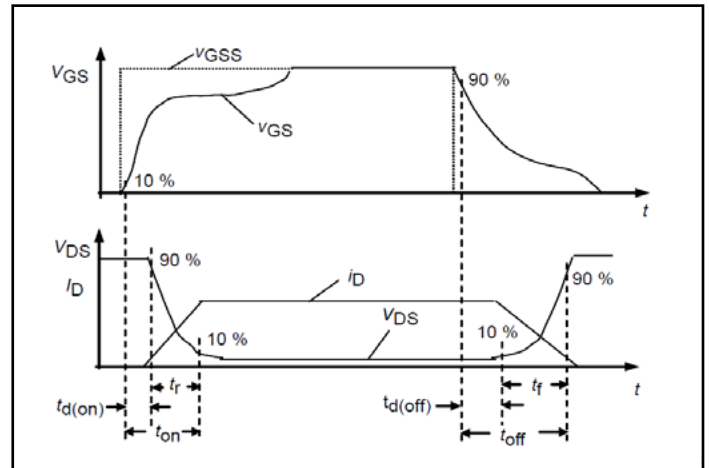 vGSS
VGS
90 %
vGS
10 %
t
VDS
90 %
ID
iD
VDS
90 %
10 %
10 %
tr
tf
t
td(on)
td(off)
ton
toff